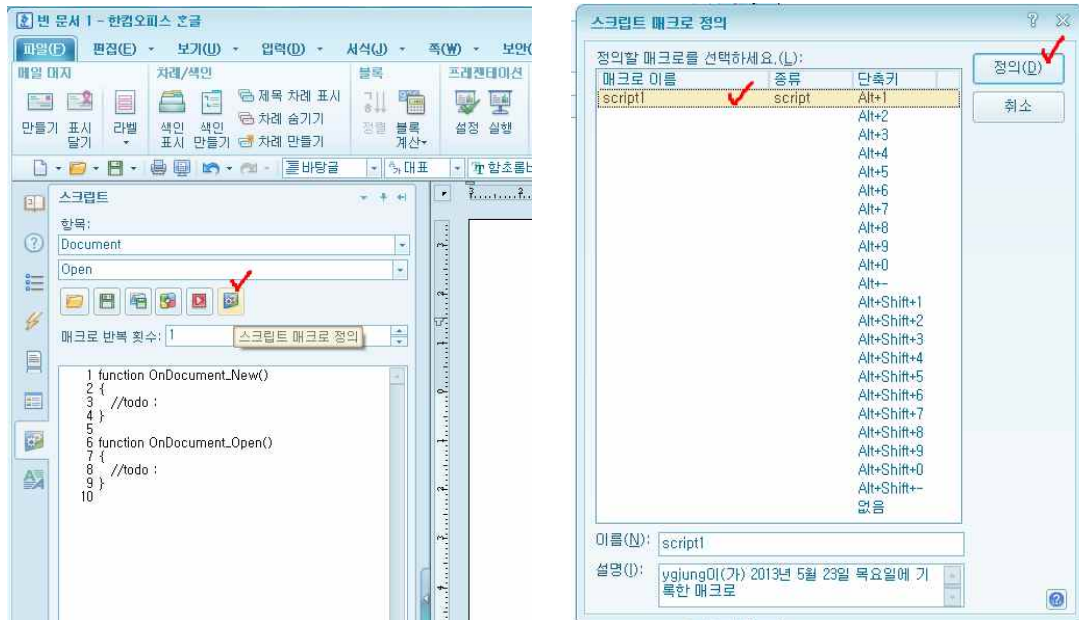 빈 문서 1 - 한컴오피스 한글
파일(F) 편집(E) 보기(U) 입력(D) 서식(J) 쪽(W) 보안(
메일 머지 차례/색인 블록 프레젠테이션
만들기 표시 달기 라벨 색인 표시 색인 만들기 제목 차례 표시 차례 숨기기 차례 만들기 정렬 블록 계산 설정 실행
바탕글 대표 함초롬바
스크립트
항목:
Document
Open
매크로 반복 횟수: 1 스크립트 매크로 정의
1 function OnDocument_New()
2 {
3 //todo :
4 }
5
6 function OnDocument_Open()
7 {
8 //todo :
9 }
10
스크립트 매크로 정의
정의할 매크로를 선택하세요.(L):
매크로 이름 종류 단축키
script1 script Alt+1
Alt+2
Alt+3
Alt+4
Alt+5
Alt+6
Alt+7
Alt+8
Alt+9
Alt+0
Alt+-
Alt+Shift+1
Alt+Shift+2
Alt+Shift+3
Alt+Shift+4
Alt+Shift+5
Alt+Shift+6
Alt+Shift+7
Alt+Shift+8
Alt+Shift+9
Alt+Shift+0
Alt+Shift+-
없음
정의(D)
취소
이름(N): script1
설명(I): ygjung이(가) 2013년 5월 23일 목요일에 기
록한 매크로